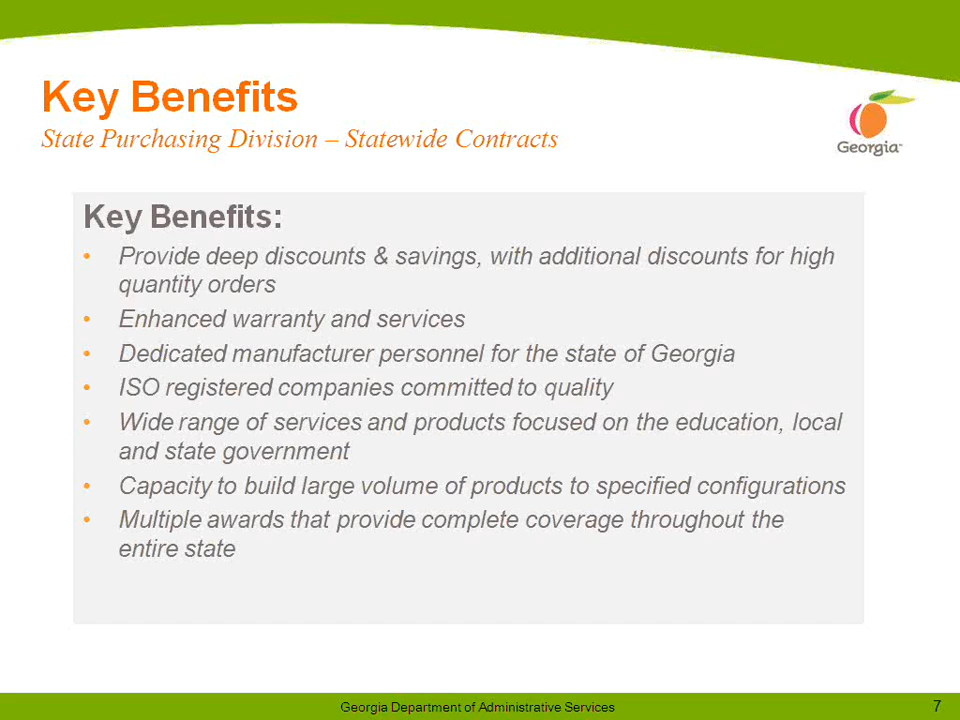 Key Benefits
State Purchasing Division – Statewide Contracts
Georgia™
Key Benefits:
• Provide deep discounts & savings, with additional discounts for high
quantity orders
• Enhanced warranty and services
• Dedicated manufacturer personnel for the state of Georgia
• ISO registered companies committed to quality
• Wide range of services and products focused on the education, local
and state government
• Capacity to build large volume of products to specified configurations
• Multiple awards that provide complete coverage throughout the
entire state
Georgia Department of Administrative Services
7